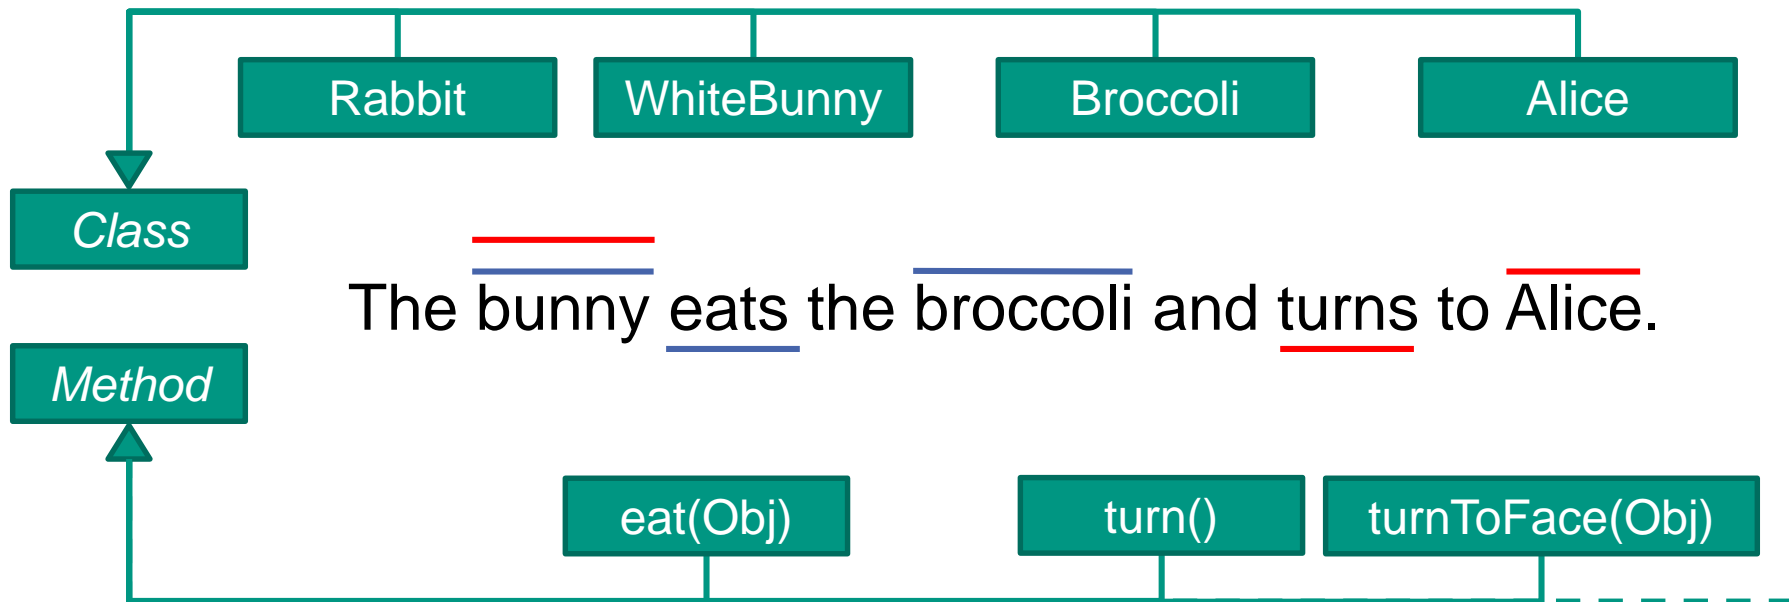 Rabbit
WhiteBunny
Broccoli
Alice
Class
The bunny eats the broccoli and turns to Alice.
Method
eat(Obj)
turn()
turnToFace(Obj)